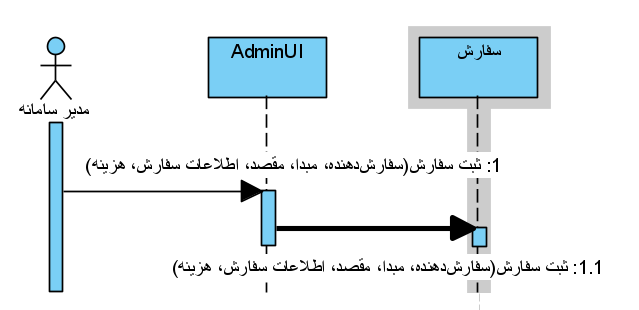 AdminUI
سفارش
مدیر سامانه
1: ثبت سفارش(سفارش‌دهنده، مبدا، مقصد، اطلاعات سفارش، هزینه)
1.1: ثبت سفارش(سفارش‌دهنده، مبدا، مقصد، اطلاعات سفارش، هزینه)